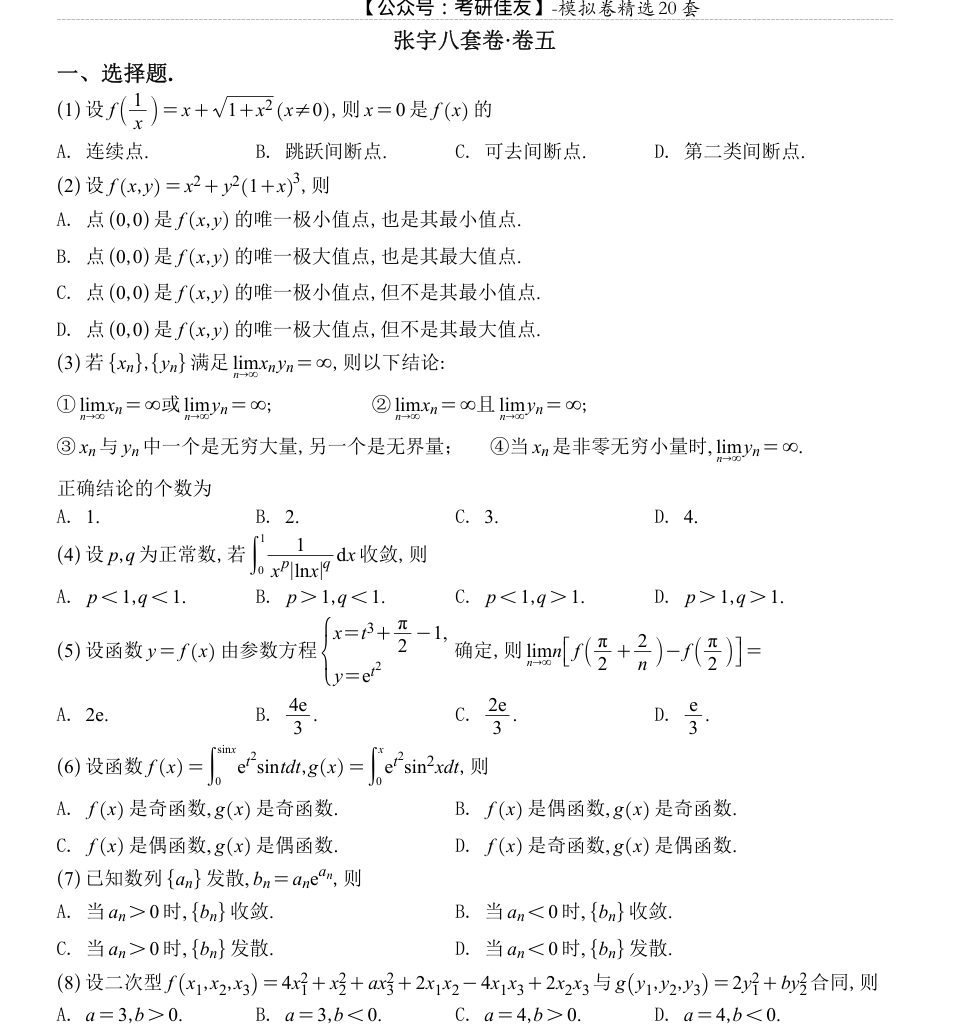 【公众号：考研佳友】-模拟卷精选20套
张宇八套卷·卷五
一、选择题.
(1) 设 f(1/x) = x + √(1+x²) (x≠0), 则 x=0 是 f(x) 的
A. 连续点. B. 跳跃间断点. C. 可去间断点. D. 第二类间断点.
(2) 设 f(x,y) = x² + y²(1+x)³, 则
A. 点 (0,0) 是 f(x,y) 的唯一极小值点, 也是其最小值点.
B. 点 (0,0) 是 f(x,y) 的唯一极大值点, 也是其最大值点.
C. 点 (0,0) 是 f(x,y) 的唯一极小值点, 但不是其最小值点.
D. 点 (0,0) 是 f(x,y) 的唯一极大值点, 但不是其最大值点.
(3) 若 {xₙ},{yₙ} 满足 lim_{n→∞} xₙyₙ = ∞, 则以下结论:
① lim_{n→∞} xₙ = ∞ 或 lim_{n→∞} yₙ = ∞; ② lim_{n→∞} xₙ = ∞ 且 lim_{n→∞} yₙ = ∞;
③ xₙ 与 yₙ 中一个是无穷大量, 另一个是无界量; ④当 xₙ 是非零无穷小量时, lim_{n→∞} yₙ = ∞.
正确结论的个数为
A. 1. B. 2. C. 3. D. 4.
(4) 设 p,q 为正常数, 若 ∫₀¹ 1/(x^p|lnx|^q) dx 收敛, 则
A. p<1,q<1. B. p>1,q<1. C. p<1,q>1. D. p>1,q>1.
(5) 设函数 y=f(x) 由参数方程 { x=t³+π/2−1, y=e^{t²} 确定, 则 lim_{n→∞} n[f(π/2+2/n)−f(π/2)]=
A. 2e. B. 4e/3. C. 2e/3. D. e/3.
(6) 设函数 f(x) = ∫₀^{sinx} e^{t²}sintdt, g(x) = ∫₀^x e^{t²}sin²xdt, 则
A. f(x) 是奇函数, g(x) 是奇函数. B. f(x) 是偶函数, g(x) 是奇函数.
C. f(x) 是偶函数, g(x) 是偶函数. D. f(x) 是奇函数, g(x) 是偶函数.
(7) 已知数列 {aₙ} 发散, bₙ = aₙe^{aₙ}, 则
A. 当 aₙ>0 时, {bₙ} 收敛. B. 当 aₙ<0 时, {bₙ} 收敛.
C. 当 aₙ>0 时, {bₙ} 发散. D. 当 aₙ<0 时, {bₙ} 发散.
(8) 设二次型 f(x₁,x₂,x₃) = 4x₁²+x₂²+ax₃²+2x₁x₂−4x₁x₃+2x₂x₃ 与 g(y₁,y₂,y₃) = 2y₁²+by₂² 合同, 则
A. a=3,b>0. B. a=3,b<0. C. a=4,b>0. D. a=4,b<0.